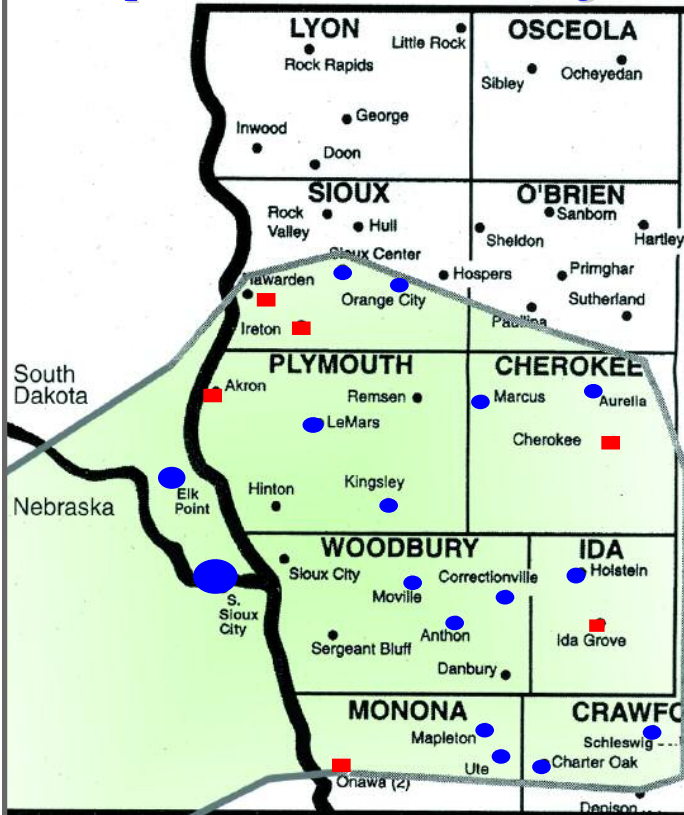 LYON
OSCEOLA
Little Rock
Rock Rapids
Ocheyedan
Sibley
George
Inwood
Doon
SIOUX
O'BRIEN
Rock
Valley
Sanborn
Hull
Sheldon
Hartley
Sioux Center
Hospers
Primghar
Hawarden
Orange City
Sutherland
Ireton
Paullina
PLYMOUTH
CHEROKEE
South
Dakota
Akron
Remsen
Marcus
Aurelia
LeMars
Cherokee
Nebraska
Elk
Point
Hinton
Kingsley
WOODBURY
IDA
Sioux City
Correctionville
Holstein
Moville
S.
Sioux
City
Anthon
Ida Grove
Sergeant Bluff
Danbury
MONONA
CRAWFO
Mapleton
Schleswig
Ute
Charter Oak
Onawa (2)
Denison